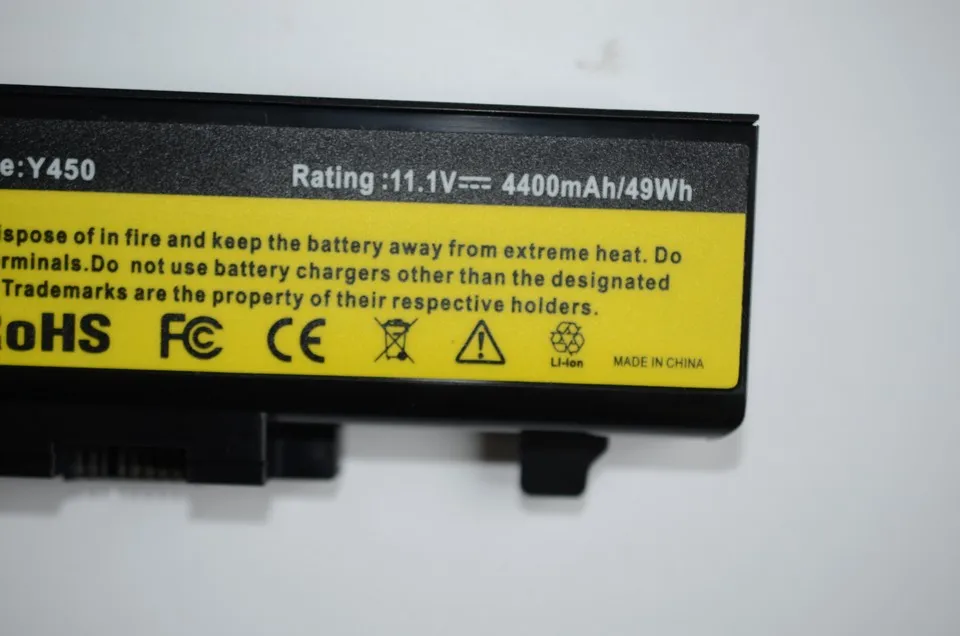 e:Y450
Rating :11.1V⎓ 4400mAh/49Wh
ispose of in fire and keep the battery away from extreme heat. Do
rminals.Do not use battery chargers other than the designated
Trademarks are the property of their respective holders.
RoHS FC CE LI-Ion MADE IN CHINA